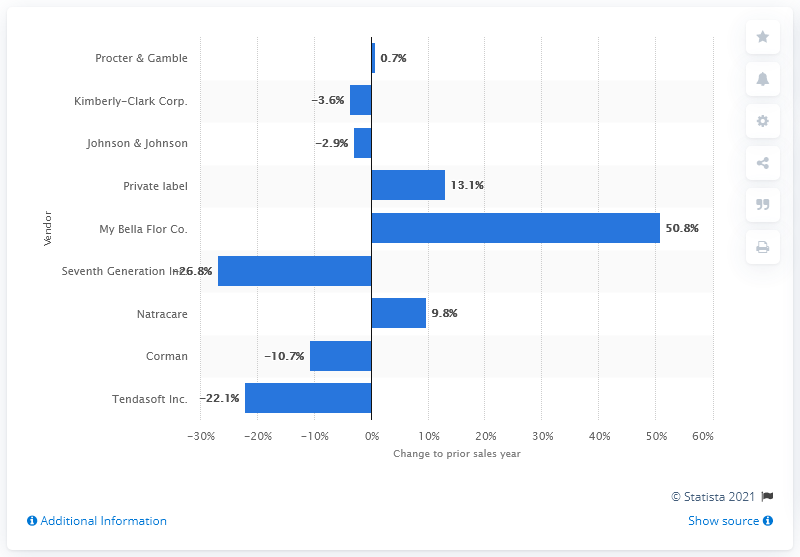 Procter & Gamble 0.7%
Kimberly-Clark Corp. −3.6%
Johnson & Johnson −2.9%
Private label 13.1%
My Bella Flor Co. 50.8%
Seventh Generation Inc. −26.8%
Natracare 9.8%
Corman −10.7%
Tendasoft Inc. −22.1%
Vendor
−30% −20% −10% 0% 10% 20% 30% 40% 50% 60%
Change to prior sales year
© Statista 2021
Additional Information
Show source